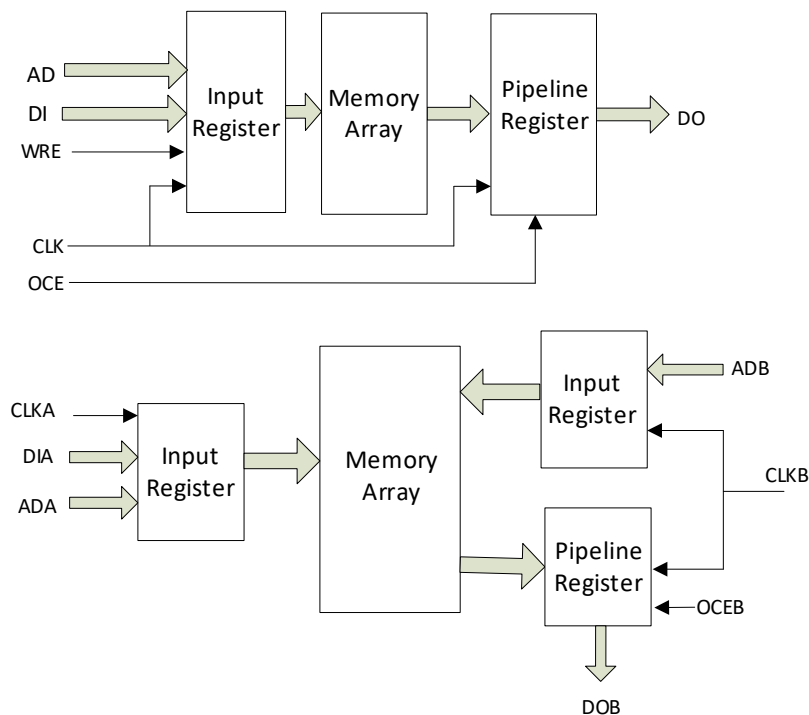 AD
DI
WRE
CLK
OCE
Input
Register
Memory
Array
Pipeline
Register
DO
CLKA
DIA
ADA
Input
Register
Memory
Array
Input
Register
ADB
CLKB
Pipeline
Register
OCEB
DOB